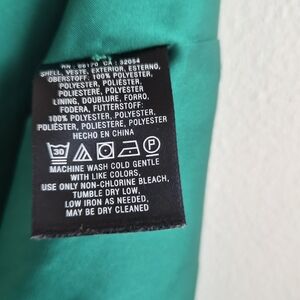 RN : 66170 CA : 32054
SHELL, VESTE, EXTERIOR, ESTERNO,
OBERSTOFF: 100% POLYESTER,
POLYESTER, POLIÉSTER,
POLIESTERE, POLYESTER
LINING, DOUBLURE, FORRO,
FODERA, FUTTERSTOFF:
100% POLYESTER, POLYESTER,
POLIÉSTER, POLIESTERE, POLYESTER
HECHO EN CHINA
30 P
MACHINE WASH COLD GENTLE
WITH LIKE COLORS,
USE ONLY NON-CHLORINE BLEACH,
TUMBLE DRY LOW,
LOW IRON AS NEEDED,
MAY BE DRY CLEANED